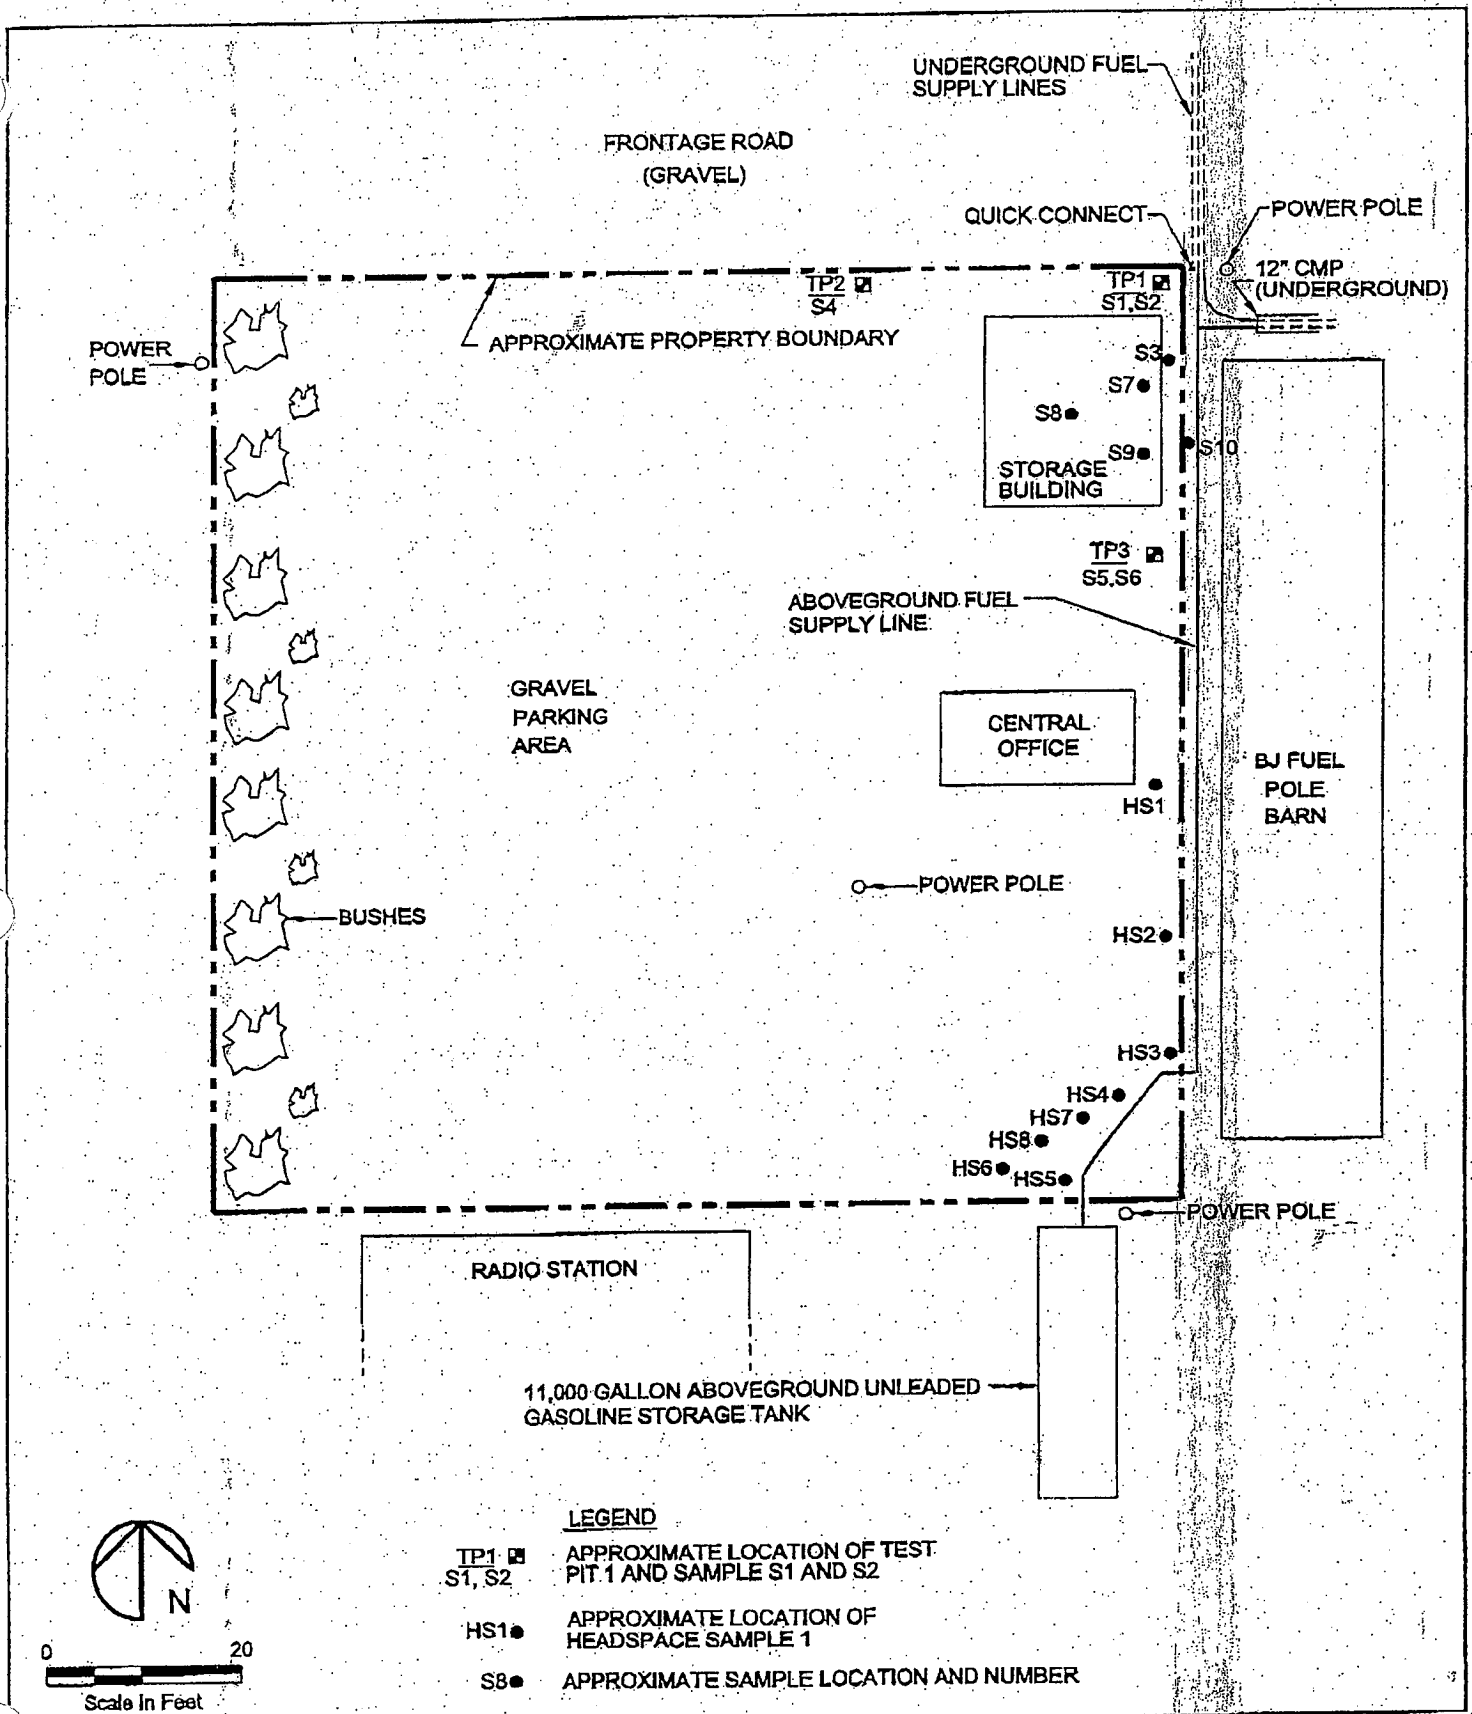 UNDERGROUND FUEL
SUPPLY LINES
FRONTAGE ROAD
(GRAVEL)
QUICK CONNECT
POWER POLE
12" CMP
(UNDERGROUND)
TP2
S4
TP1
S1,S2
APPROXIMATE PROPERTY BOUNDARY
POWER
POLE
S3
S7
S8
S9
S10
STORAGE
BUILDING
TP3
S5,S6
ABOVEGROUND FUEL
SUPPLY LINE
GRAVEL
PARKING
AREA
CENTRAL
OFFICE
BJ FUEL
POLE
BARN
HS1
POWER POLE
BUSHES
HS2
HS3
HS4
HS7
HS8
HS6
HS5
POWER POLE
RADIO STATION
11,000 GALLON ABOVEGROUND UNLEADED
GASOLINE STORAGE TANK
LEGEND
TP1
S1, S2
APPROXIMATE LOCATION OF TEST
PIT 1 AND SAMPLE S1 AND S2
HS1
APPROXIMATE LOCATION OF
HEADSPACE SAMPLE 1
S8
APPROXIMATE SAMPLE LOCATION AND NUMBER
N
0 20
Scale In Feet